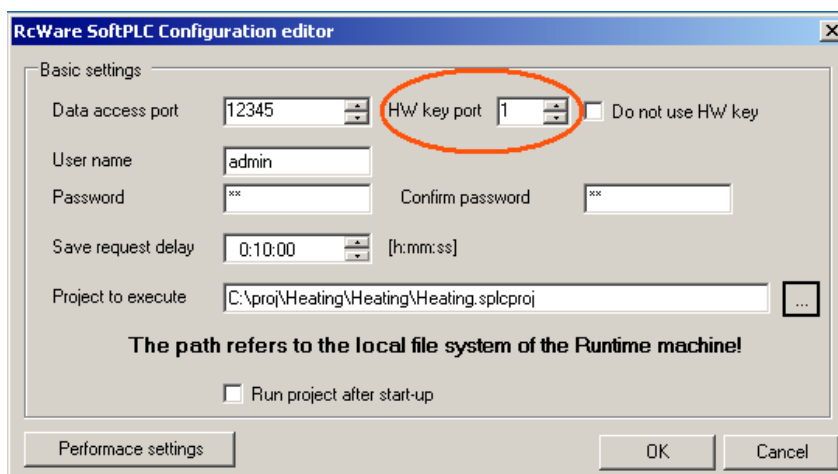 RcWare SoftPLC Configuration editor
Basic settings
Data access port 12345 HW key port 1 Do not use HW key
User name admin
Password ** Confirm password **
Save request delay 0:10:00 [h:mm:ss]
Project to execute C:\proj\Heating\Heating\Heating.splcproj ...
The path refers to the local file system of the Runtime machine!
Run project after start-up
Performace settings OK Cancel